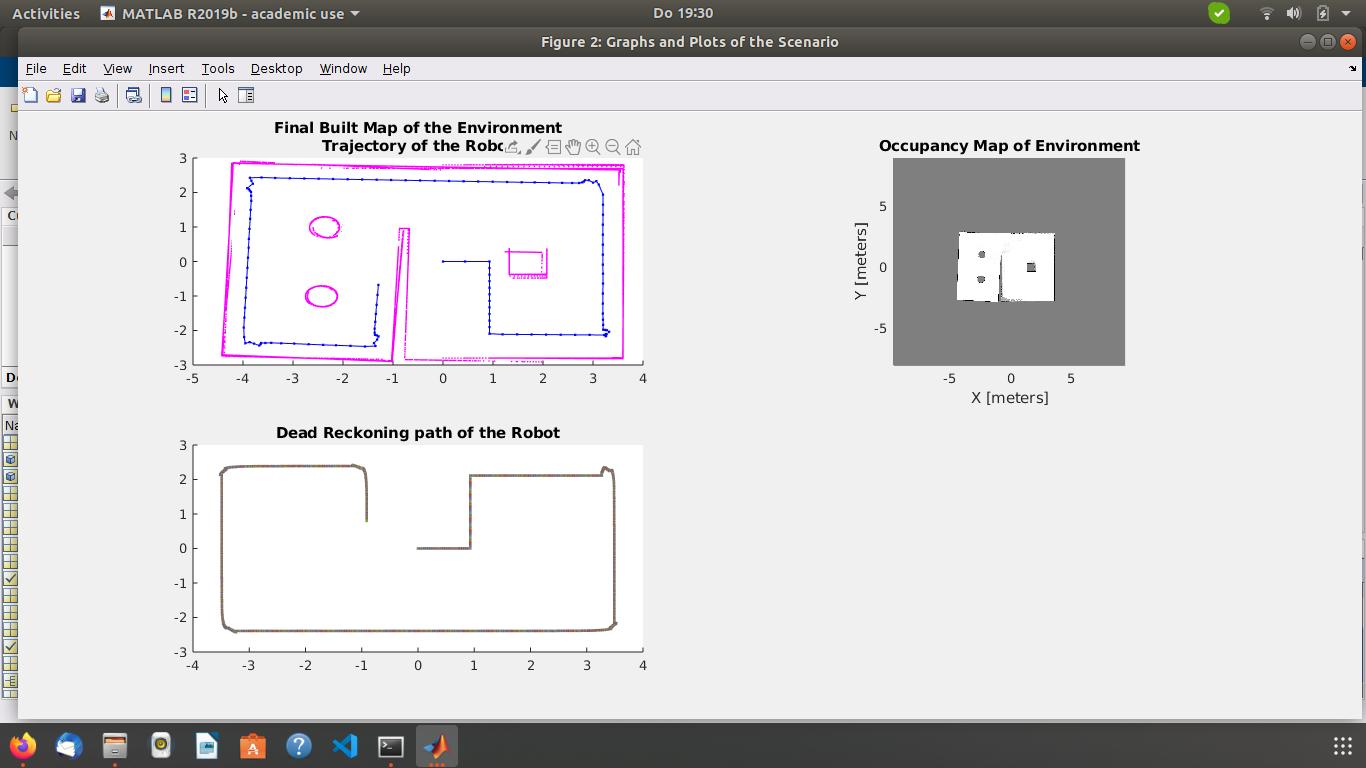 Activities MATLAB R2019b - academic use Do 19:30
Figure 2: Graphs and Plots of the Scenario
File Edit View Insert Tools Desktop Window Help
Final Built Map of the Environment
Trajectory of the Robo
Occupancy Map of Environment
3
2
1
0
-1
-2
-3
-5 -4 -3 -2 -1 0 1 2 3 4
Y [meters]
5
0
-5
-5 0 5
X [meters]
Dead Reckoning path of the Robot
3
2
1
0
-1
-2
-3
-4 -3 -2 -1 0 1 2 3 4